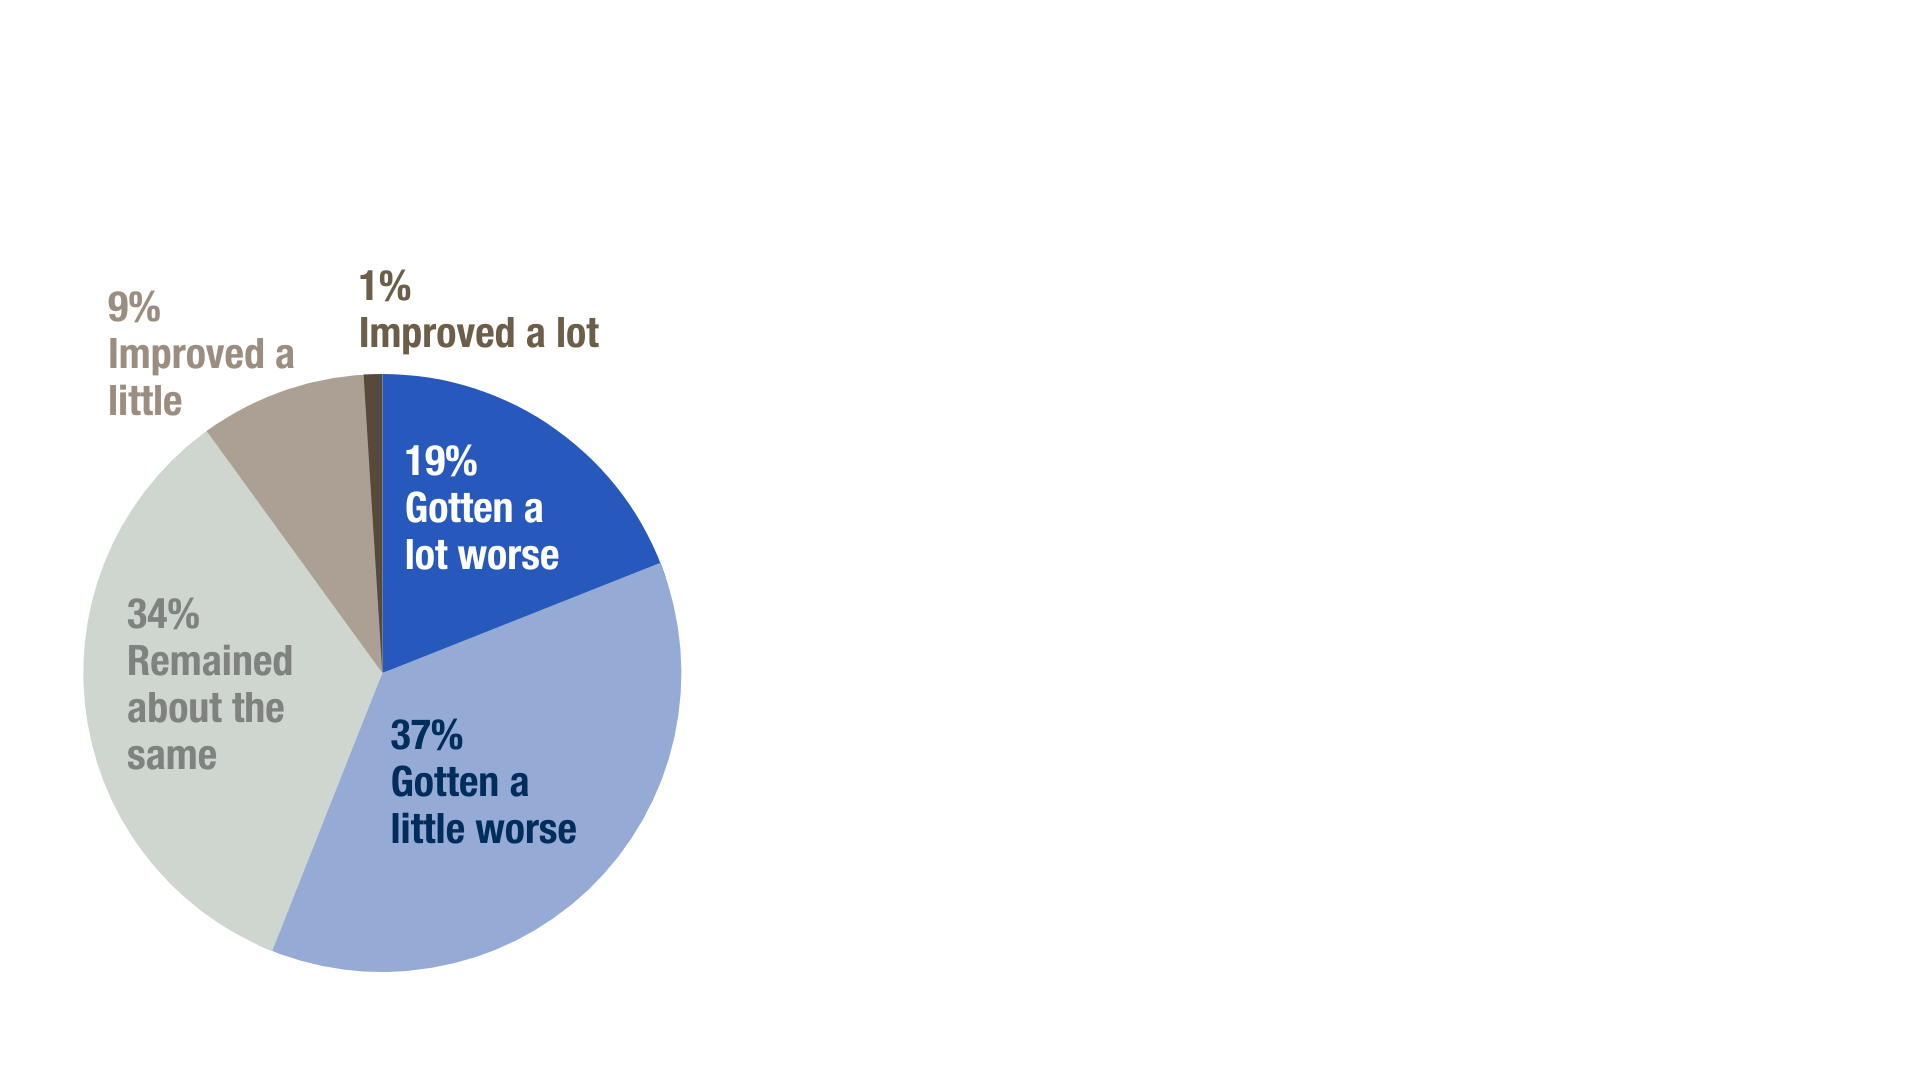 1%
Improved a lot
9%
Improved a
little
19%
Gotten a
lot worse
34%
Remained
about the
same
37%
Gotten a
little worse